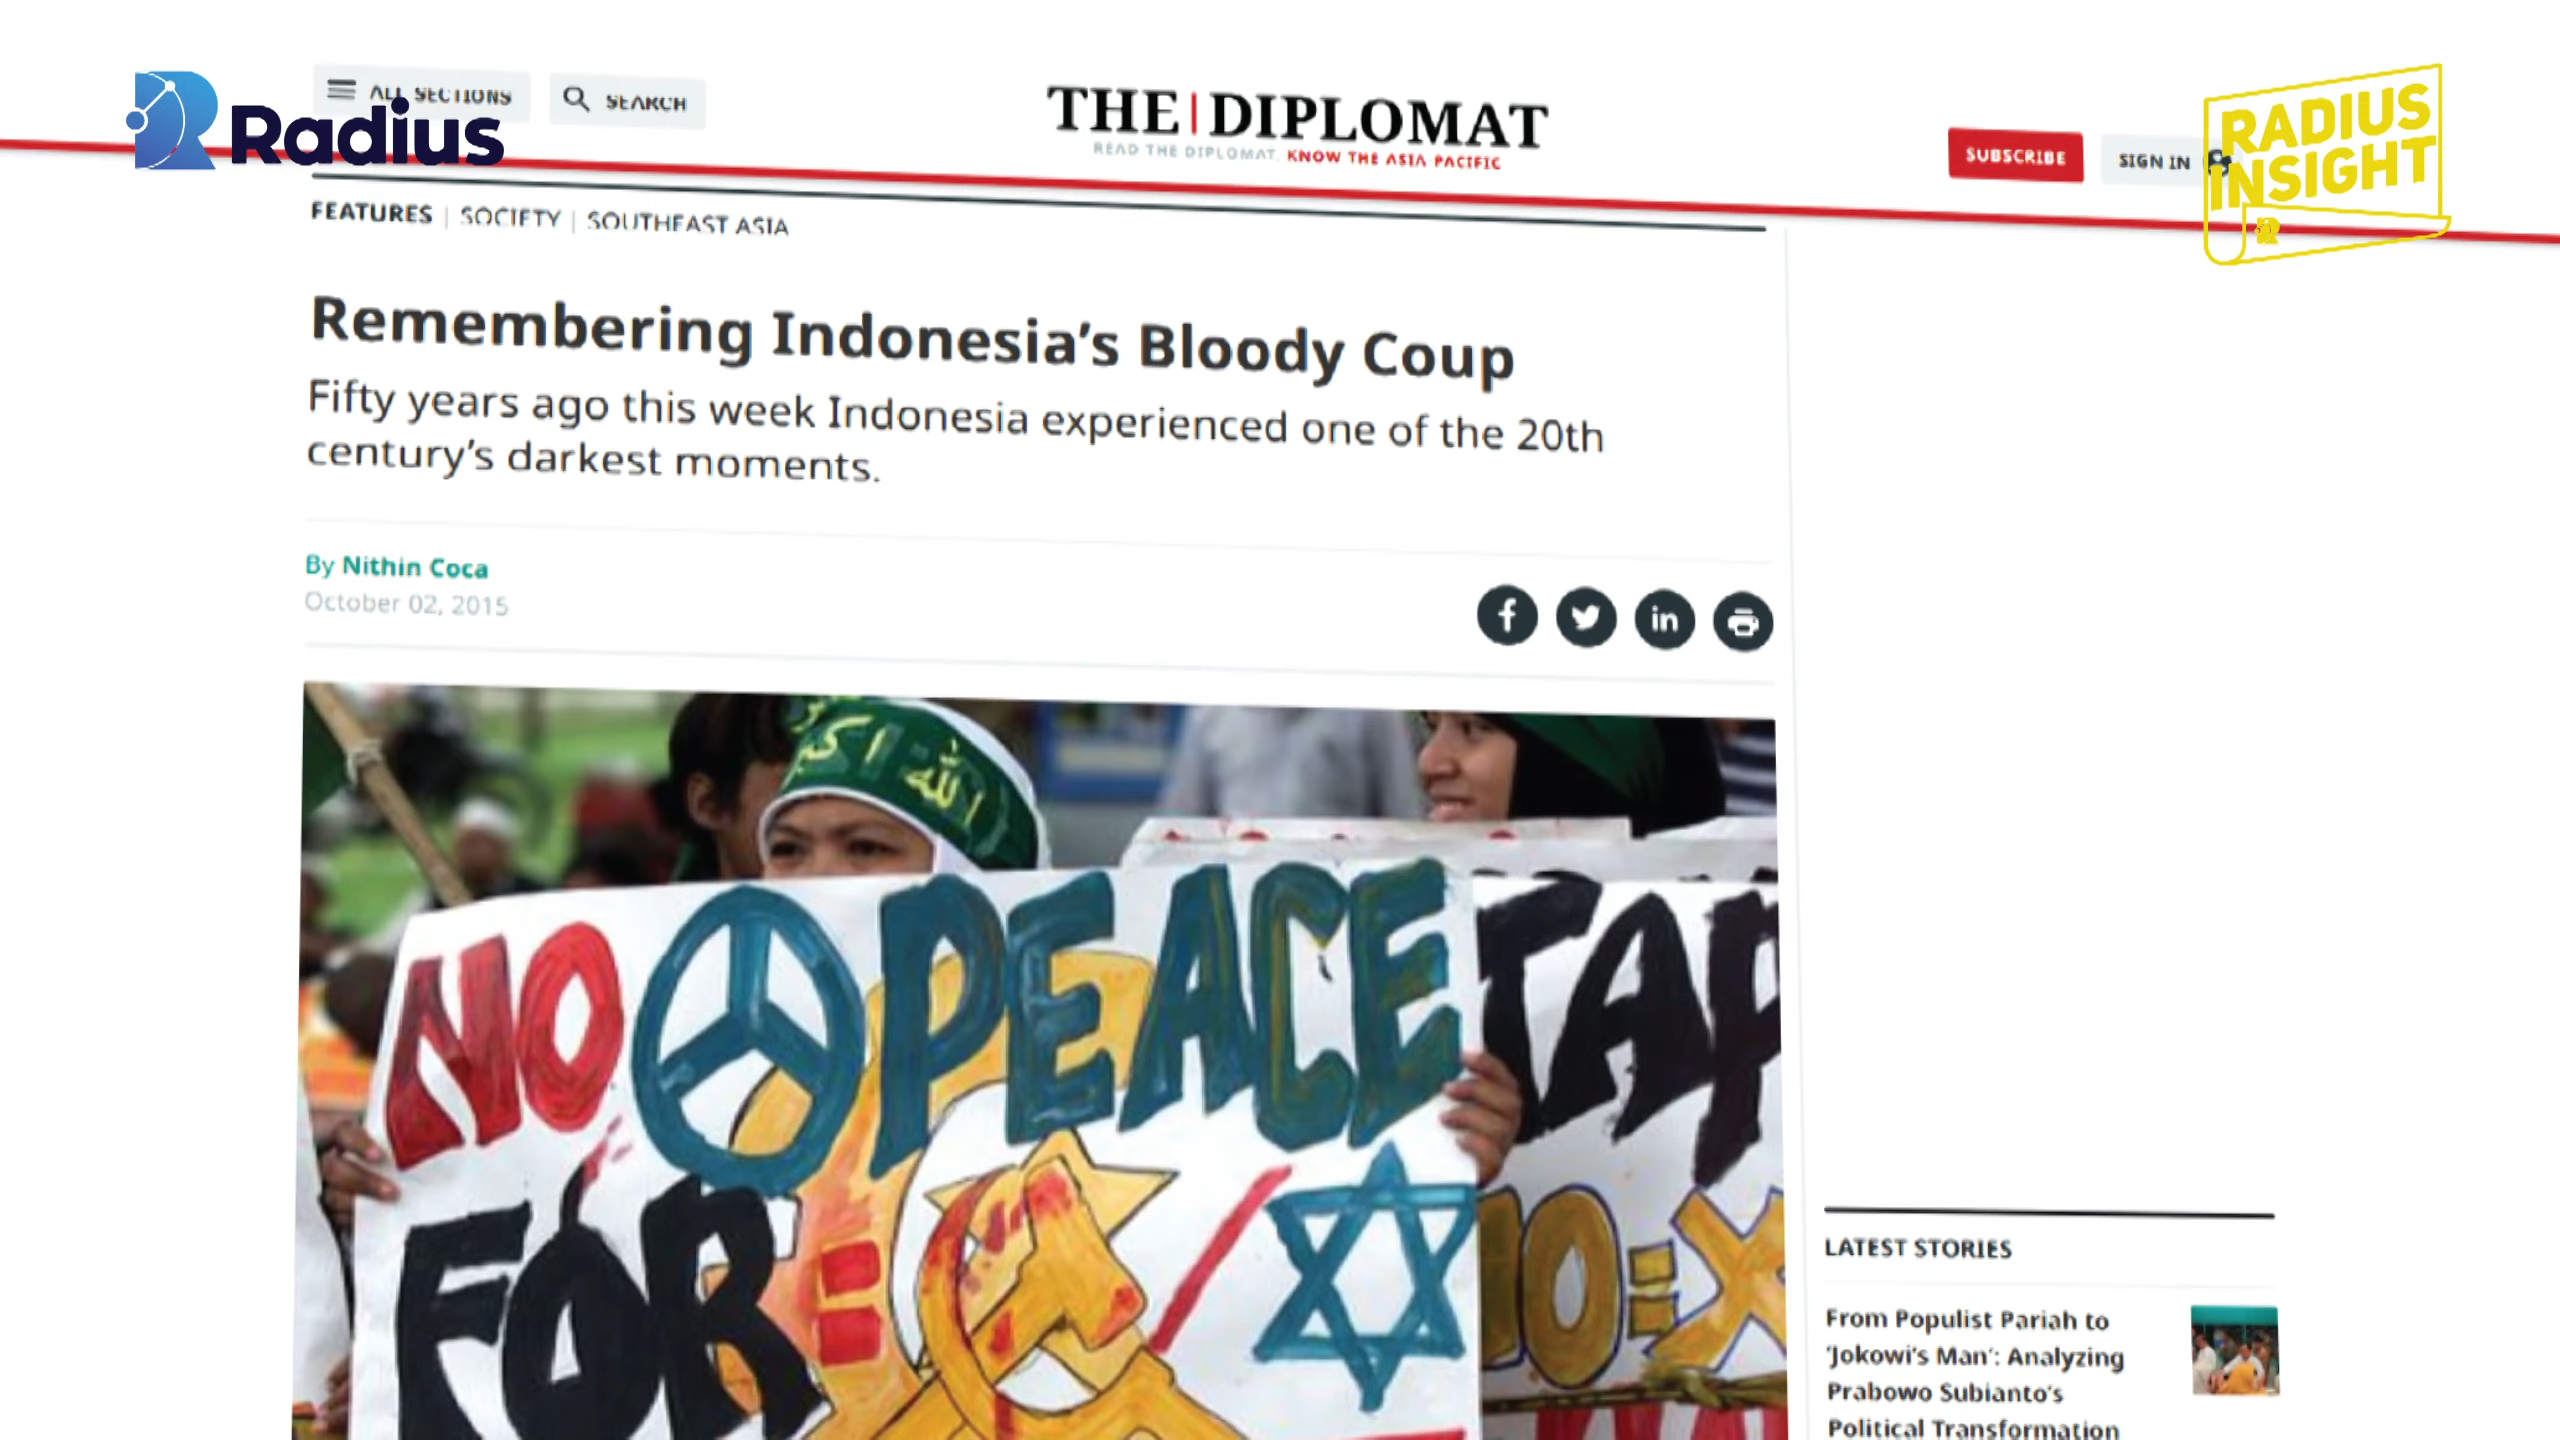 Radius
ALL SECTIONS
SEARCH
THE|DIPLOMAT
READ THE DIPLOMAT, KNOW THE ASIA PACIFIC
SUBSCRIBE
SIGN IN
RADIUS
INSIGHT
FEATURES | SOCIETY | SOUTHEAST ASIA
Remembering Indonesia's Bloody Coup
Fifty years ago this week Indonesia experienced one of the 20th
century's darkest moments.
By Nithin Coca
October 02, 2015
الله اكبر
NO PEACE
TAP
FOR
LATEST STORIES
From Populist Pariah to
'Jokowi's Man': Analyzing
Prabowo Subianto's
Political Transformation